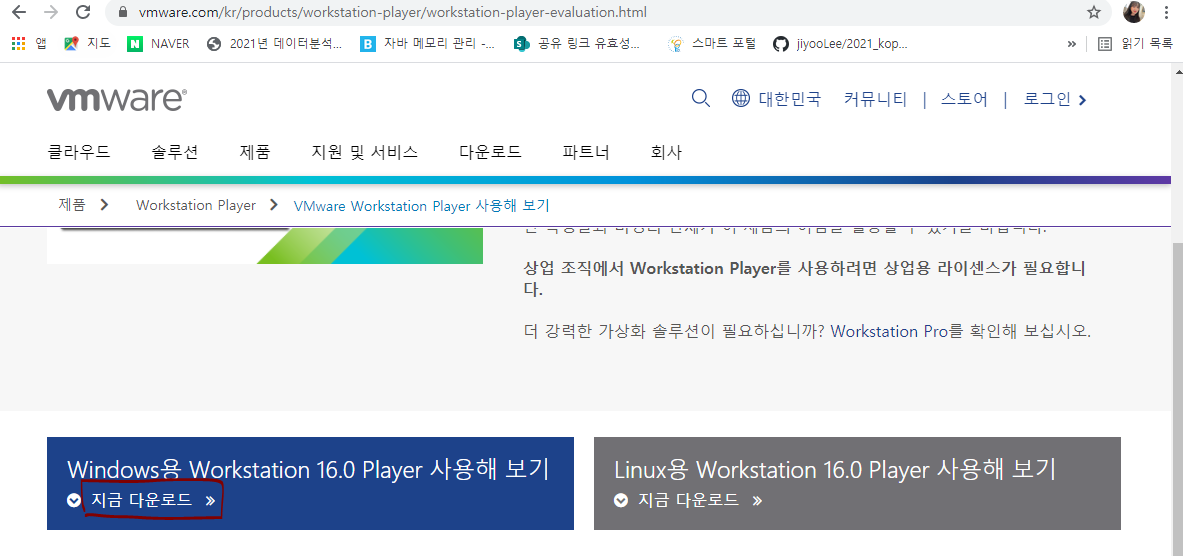 vmware.com/kr/products/workstation-player/workstation-player-evaluation.html
앱 지도 NAVER 2021년 데이터분석... 자바 메모리 관리 -... 공유 링크 유효성... 스마트 포털 jiyooLee/2021_kop... » 읽기 목록
vmware® 대한민국 커뮤니티 | 스토어 | 로그인
클라우드 솔루션 제품 지원 및 서비스 다운로드 파트너 회사
제품 Workstation Player VMware Workstation Player 사용해 보기
상업 조직에서 Workstation Player를 사용하려면 상업용 라이센스가 필요합니
다.
더 강력한 가상화 솔루션이 필요하십니까? Workstation Pro를 확인해 보십시오.
Windows용 Workstation 16.0 Player 사용해 보기
지금 다운로드 »
Linux용 Workstation 16.0 Player 사용해 보기
지금 다운로드 »